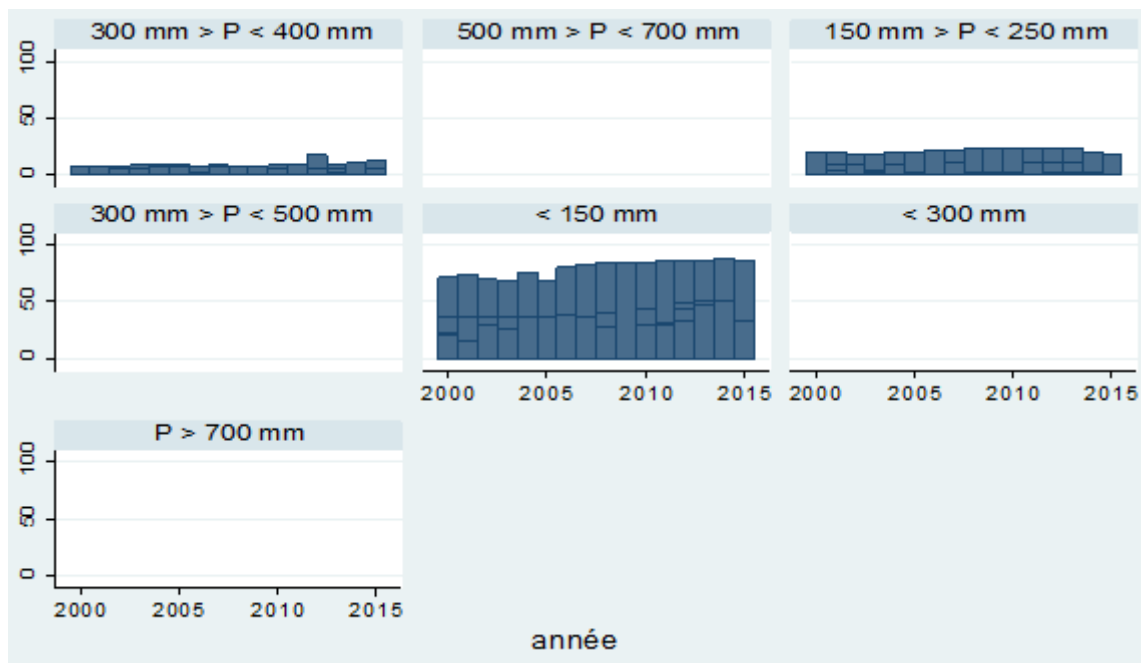 300 mm > P < 400 mm
500 mm > P < 700 mm
150 mm > P < 250 mm
100
50
0
300 mm > P < 500 mm
< 150 mm
< 300 mm
100
50
0
2000 2005 2010 2015
2000 2005 2010 2015
P > 700 mm
100
50
0
2000 2005 2010 2015
année